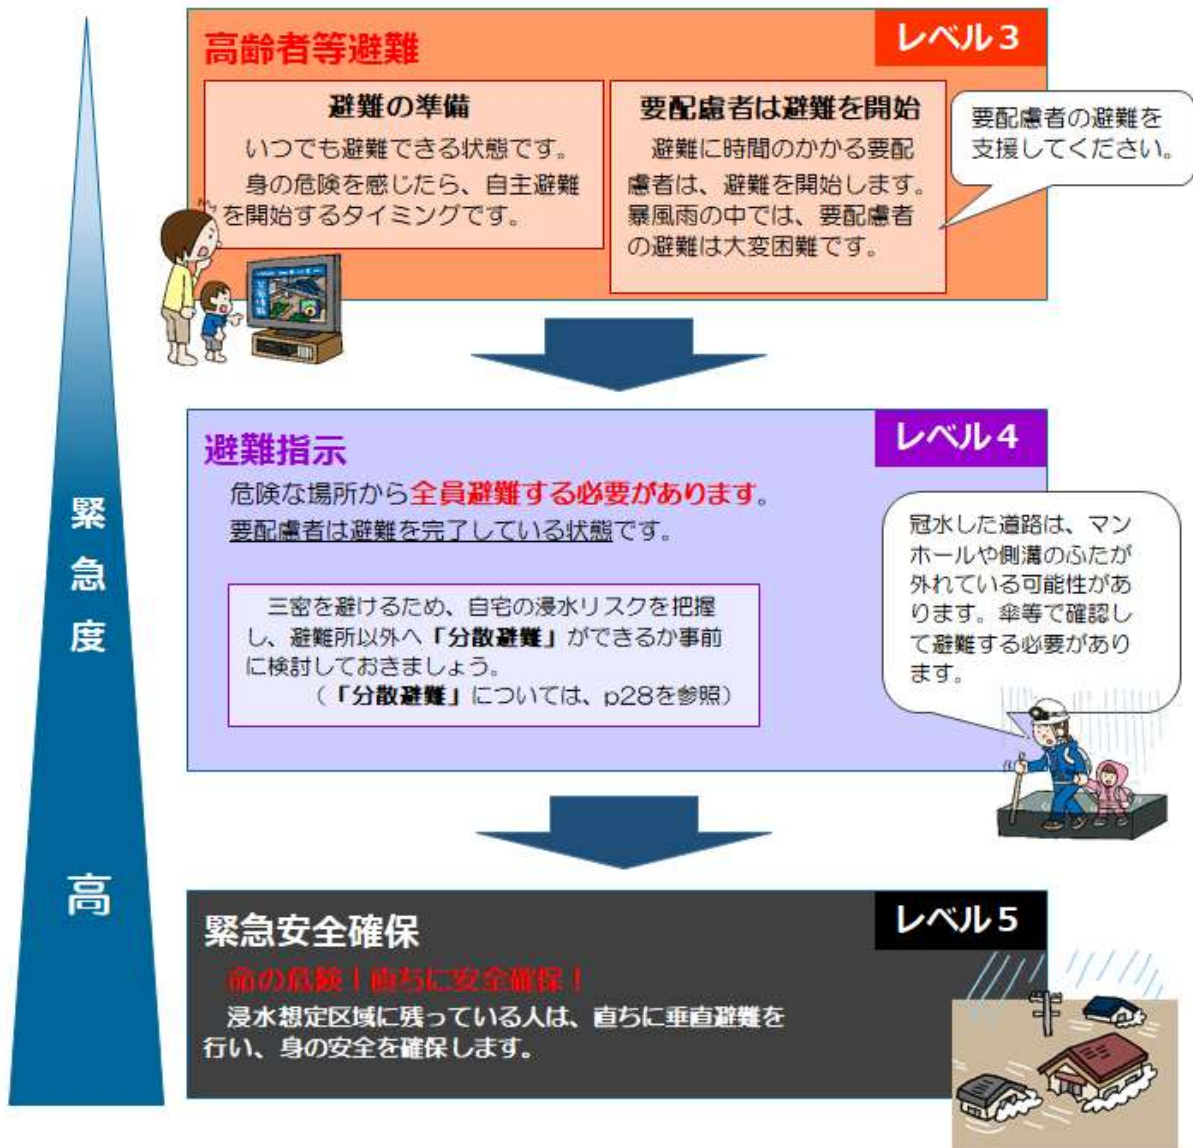 高齢者等避難
レベル3
避難の準備
いつでも避難できる状態です。
身の危険を感じたら、自主避難
を開始するタイミングです。
要配慮者は避難を開始
避難に時間のかかる要配
慮者は、避難を開始します。
暴風雨の中では、要配慮者
の避難は大変困難です。
要配慮者の避難を
支援してください。
避難指示
レベル4
危険な場所から全員避難する必要があります。
要配慮者は避難を完了している状態です。
三密を避けるため、自宅の浸水リスクを把握
し、避難所以外へ「分散避難」ができるか事前
に検討しておきましょう。
(「分散避難」については、p28を参照)
冠水した道路は、マン
ホールや側溝のふたが
外れている可能性があ
ります。傘等で確認し
て避難する必要があり
ます。
緊急度
高
緊急安全確保
レベル5
命の危険!直ちに安全確保!
浸水想定区域に残っている人は、直ちに垂直避難を
行い、身の安全を確保します。